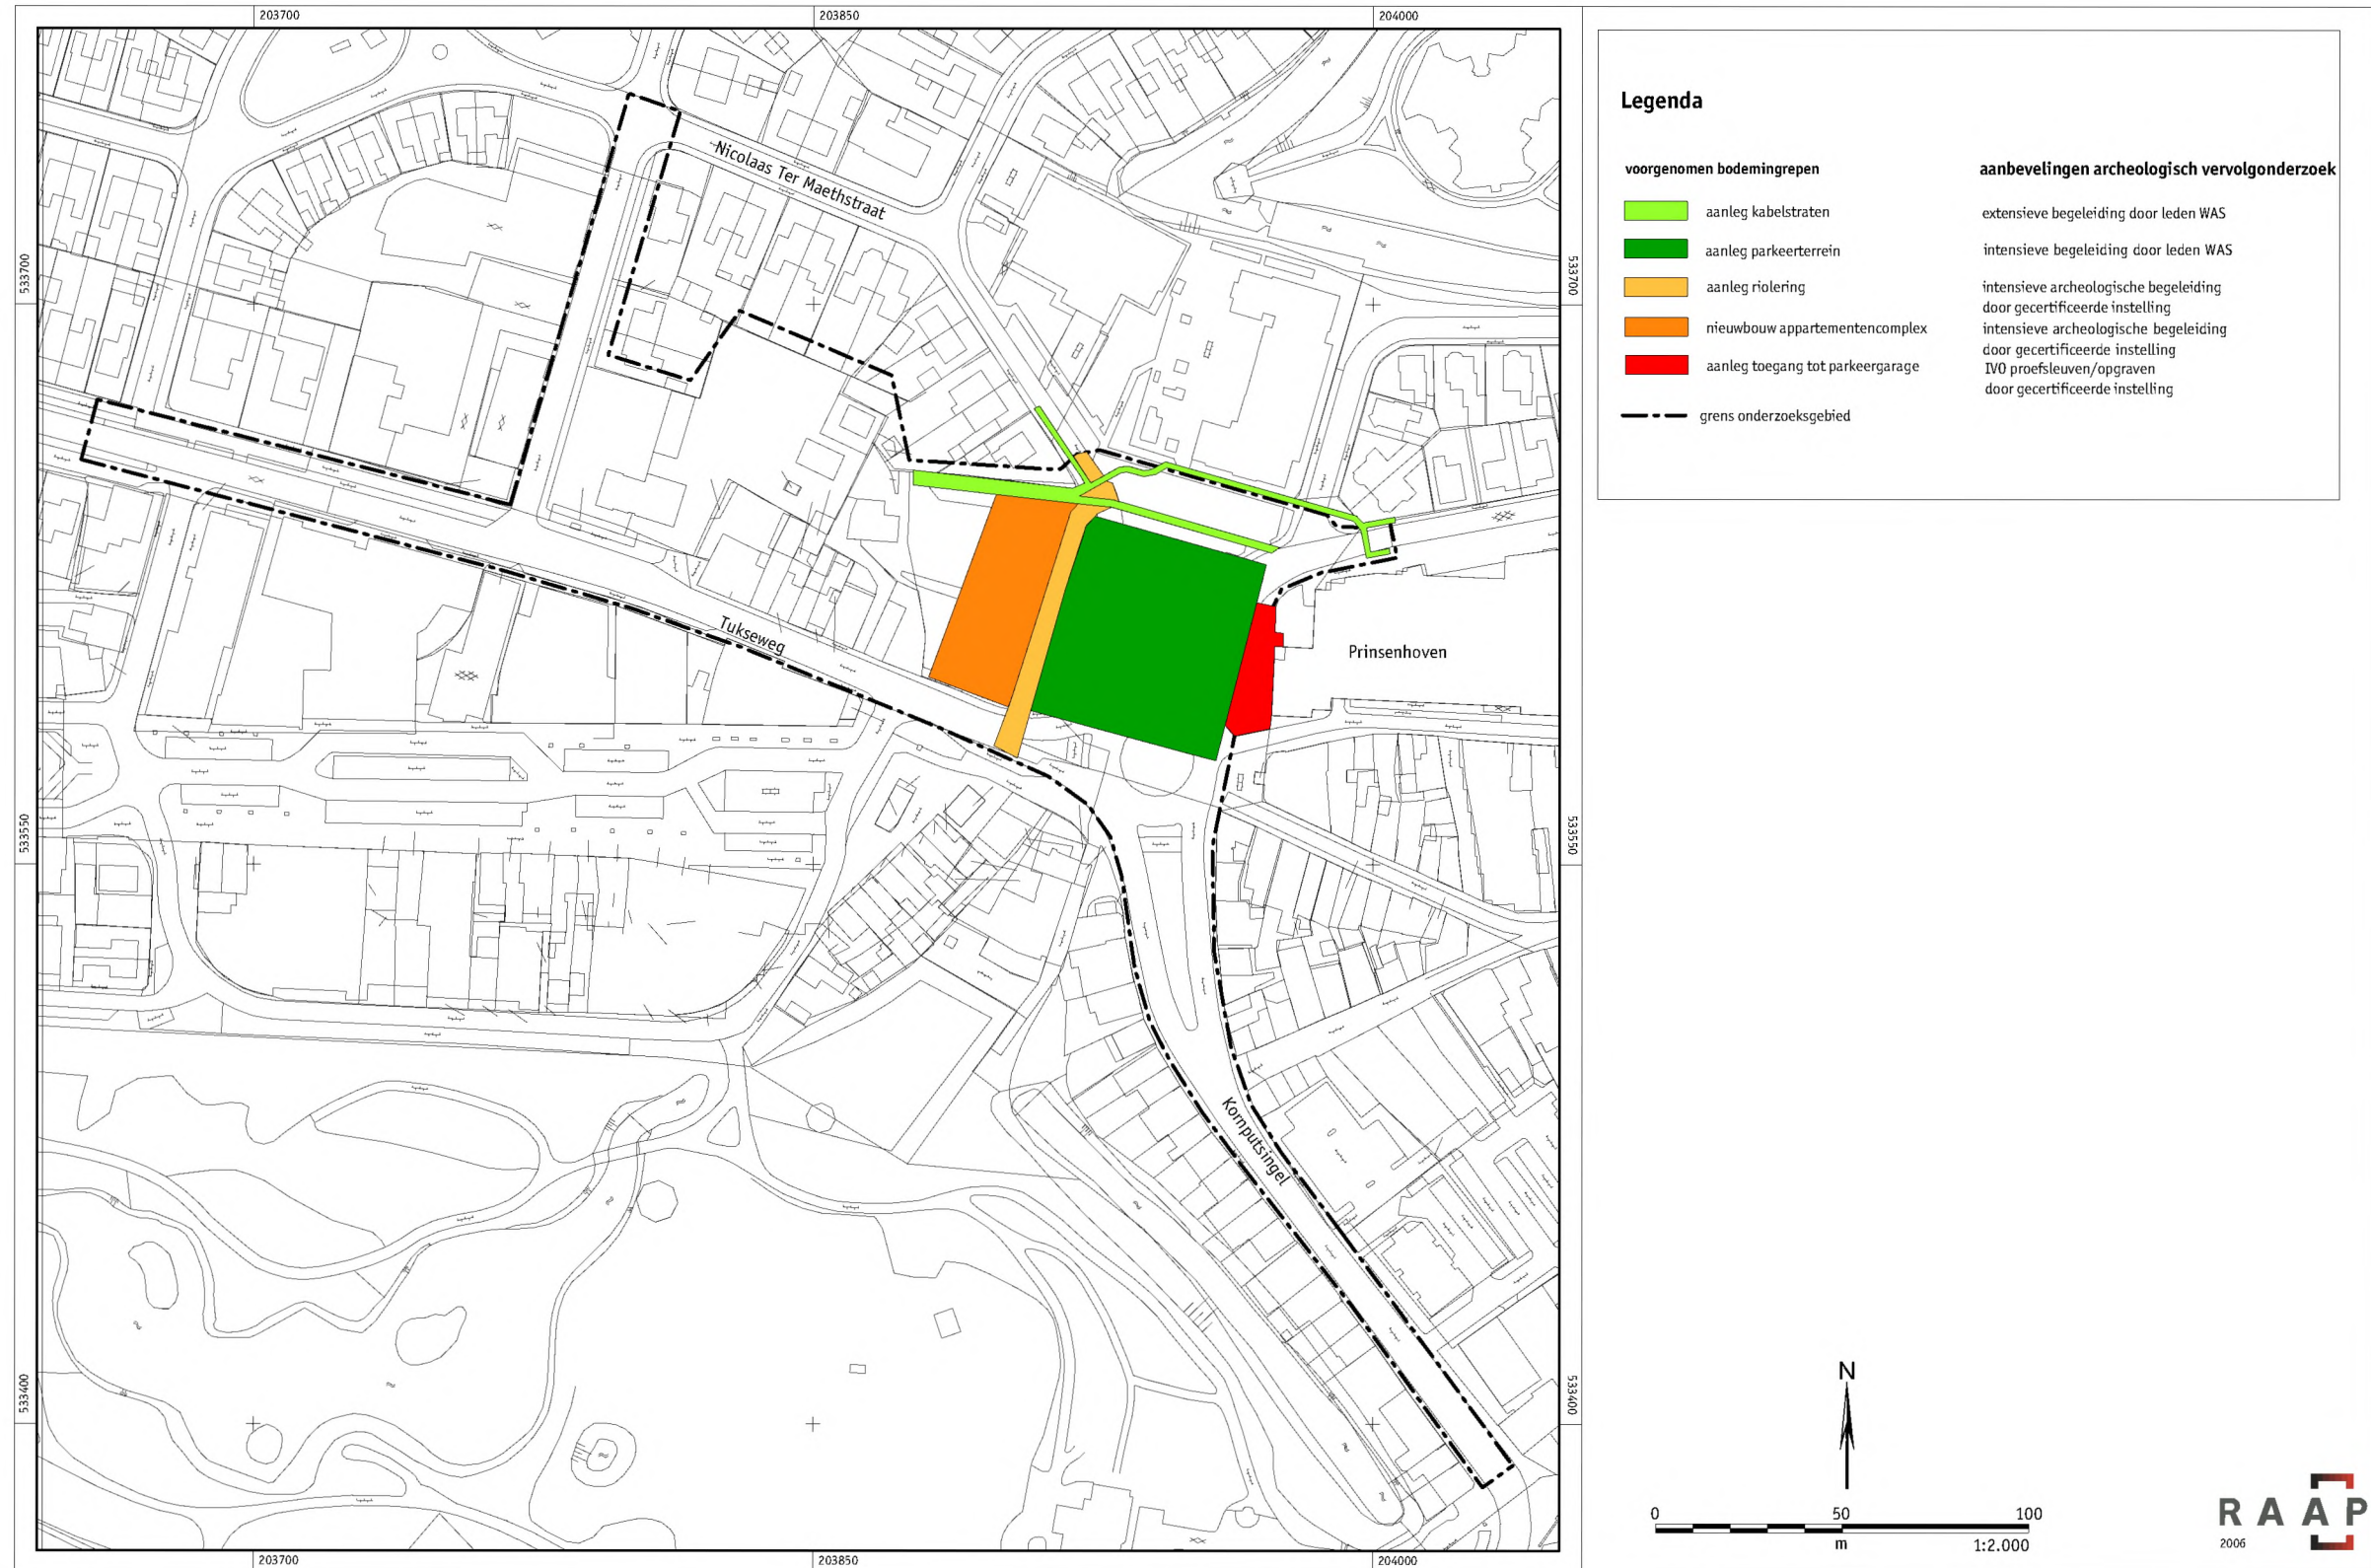 203700
203850
204000
533700
533550
533400
533700
533550
533400
203700
203850
204000
Nicolaas Ter Maethstraat
Tukseweg
Prinsenhoven
Kornputsingel
Legenda
voorgenomen bodemingrepen
aanbevelingen archeologisch vervolgonderzoek
aanleg kabelstraten
extensieve begeleiding door leden WAS
aanleg parkeerterrein
intensieve begeleiding door leden WAS
aanleg riolering
intensieve archeologische begeleiding
door gecertificeerde instelling
nieuwbouw appartementencomplex
intensieve archeologische begeleiding
door gecertificeerde instelling
aanleg toegang tot parkeergarage
IVO proefsleuven/opgraven
door gecertificeerde instelling
grens onderzoeksgebied
N
0 50 100
m 1:2.000
RAAP
2006